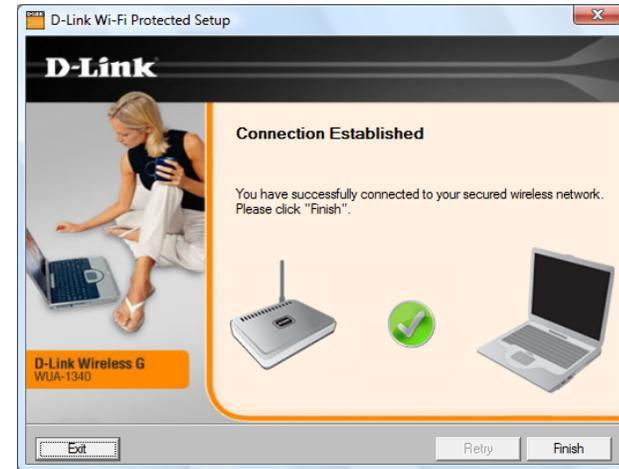 D-Link Wi-Fi Protected Setup
D-Link
Connection Established
You have successfully connected to your secured wireless network.
Please click "Finish".
D-Link Wireless G
WUA-1340
Exit
Retry
Finish